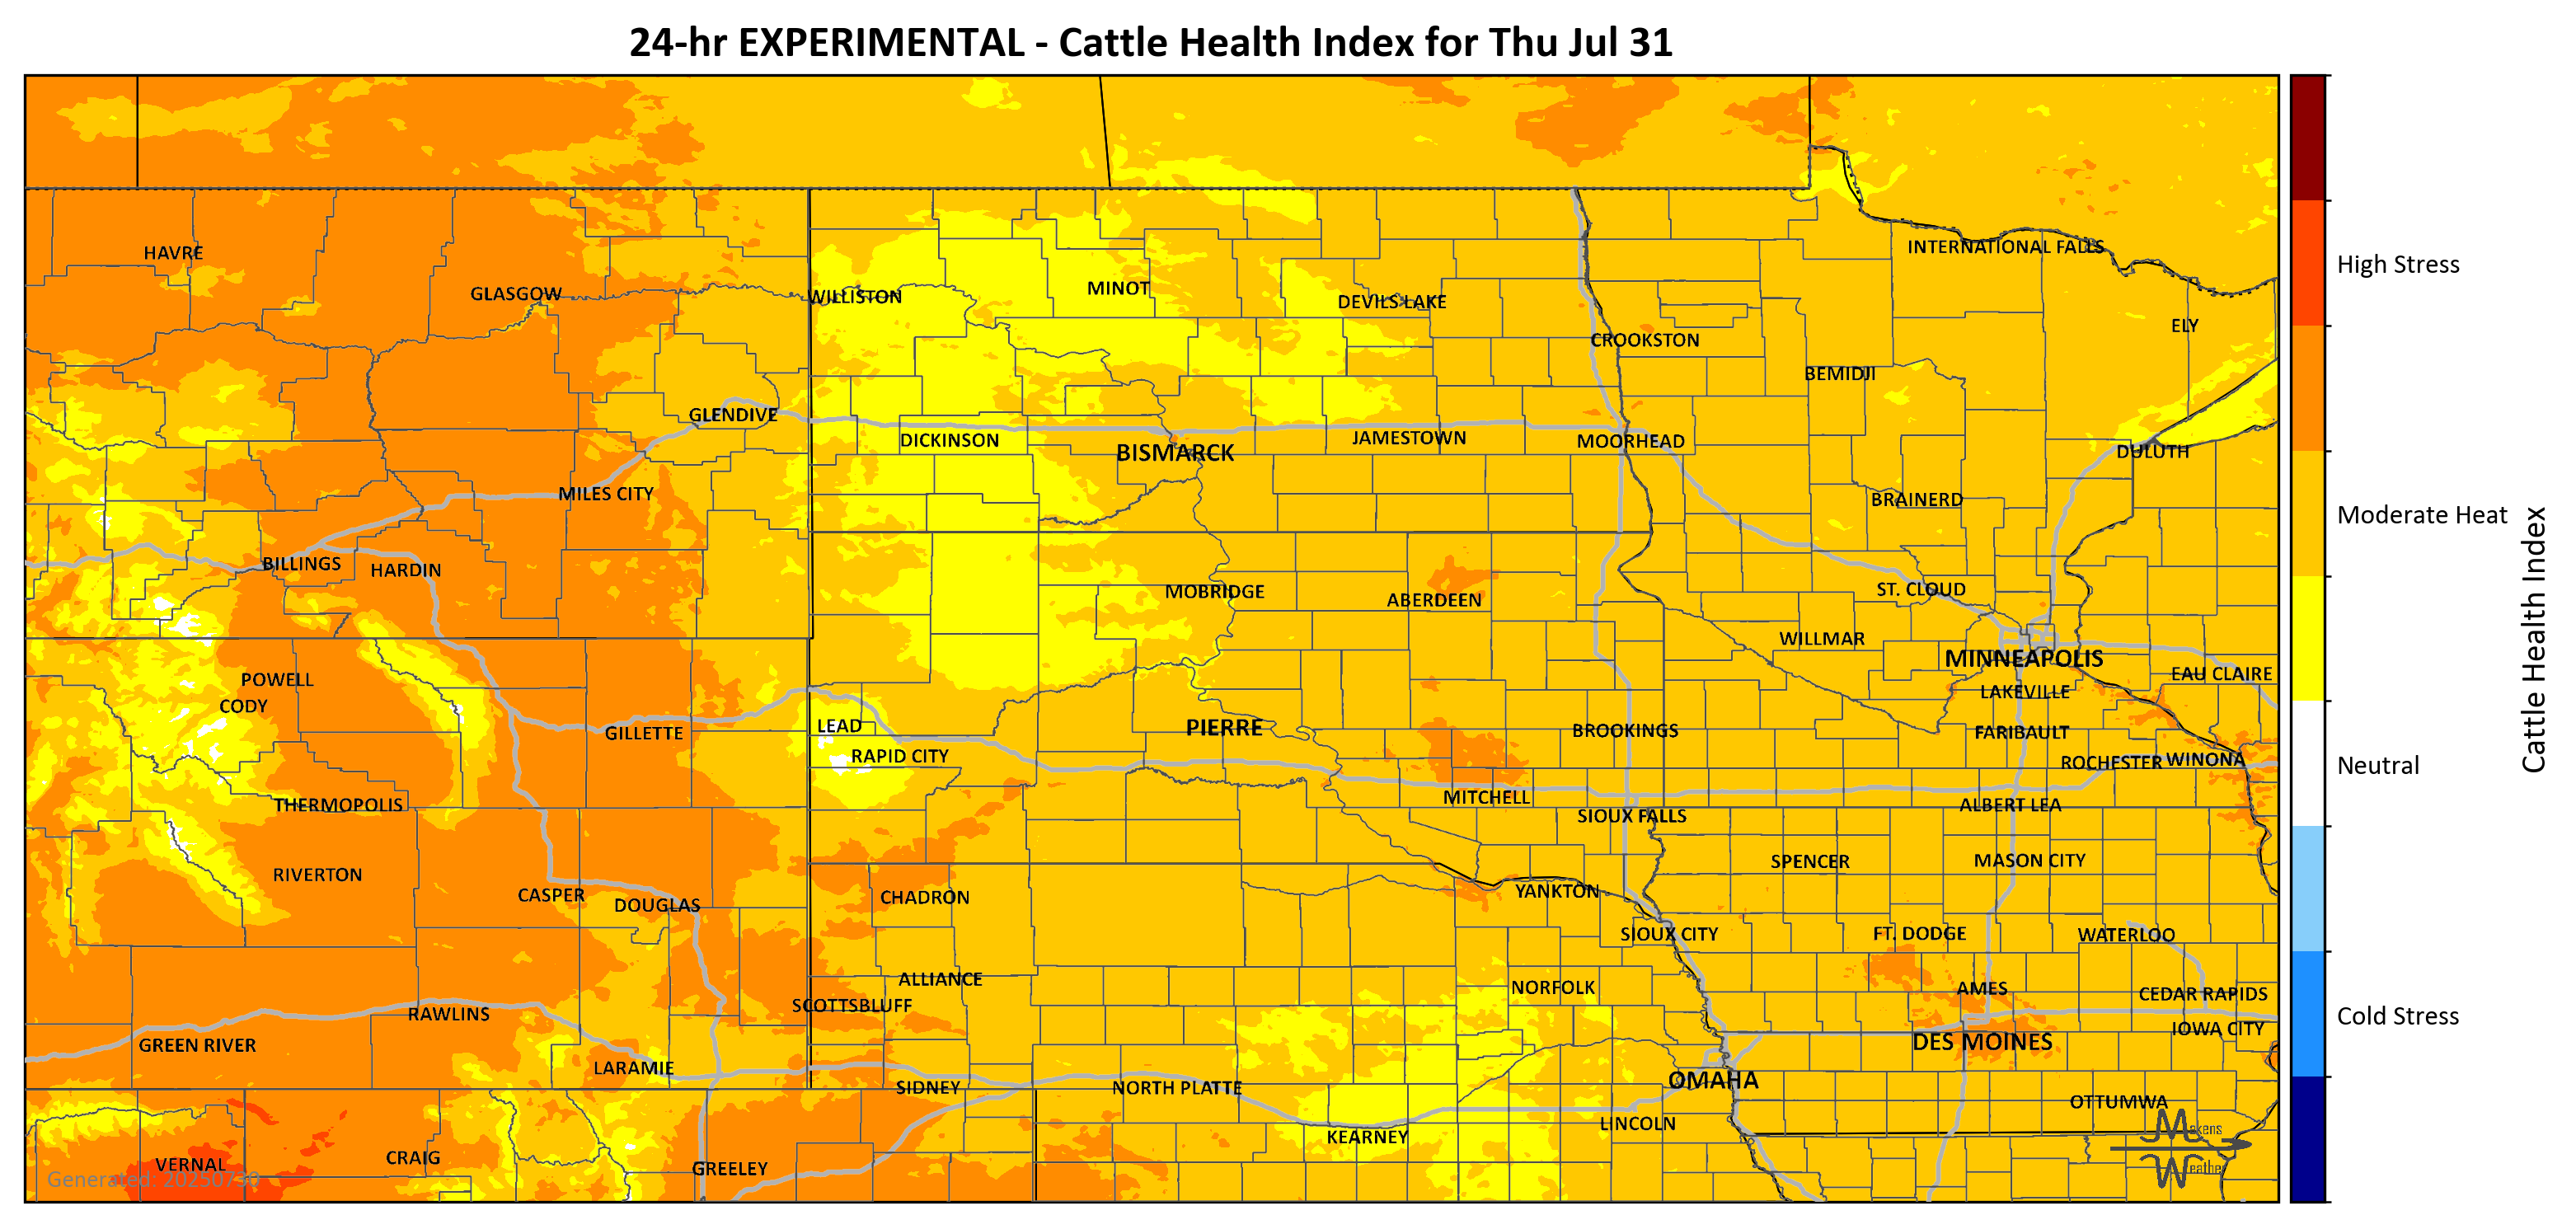 24-hr EXPERIMENTAL - Cattle Health Index for Thu Jul 31
HAVRE
INTERNATIONAL FALLS
High Stress
GLASGOW
WILLISTON
MINOT
DEVILS LAKE
CROOKSTON
ELY
BEMIDJI
GLENDIVE
DICKINSON
BISMARCK
JAMESTOWN
MOORHEAD
DULUTH
MILES CITY
BRAINERD
Moderate Heat
BILLINGS
HARDIN
MOBRIDGE
ABERDEEN
ST. CLOUD
WILLMAR
MINNEAPOLIS
Cattle Health Index
POWELL
CODY
EAU CLAIRE
LAKEVILLE
GILLETTE
LEAD
PIERRE
BROOKINGS
FARIBAULT
RAPID CITY
ROCHESTER
WINONA
Neutral
THERMOPOLIS
MITCHELL
SIOUX FALLS
ALBERT LEA
RIVERTON
SPENCER
MASON CITY
CASPER
DOUGLAS
CHADRON
YANKTON
SIOUX CITY
FT. DODGE
WATERLOO
ALLIANCE
NORFOLK
AMES
CEDAR RAPIDS
SCOTTSBLUFF
RAWLINS
Cold Stress
GREEN RIVER
DES MOINES
IOWA CITY
LARAMIE
SIDNEY
NORTH PLATTE
OMAHA
OTTUMWA
LINCOLN
KEARNEY
Makens
Weather
VERNAL
CRAIG
GREELEY
Generated: 20250730